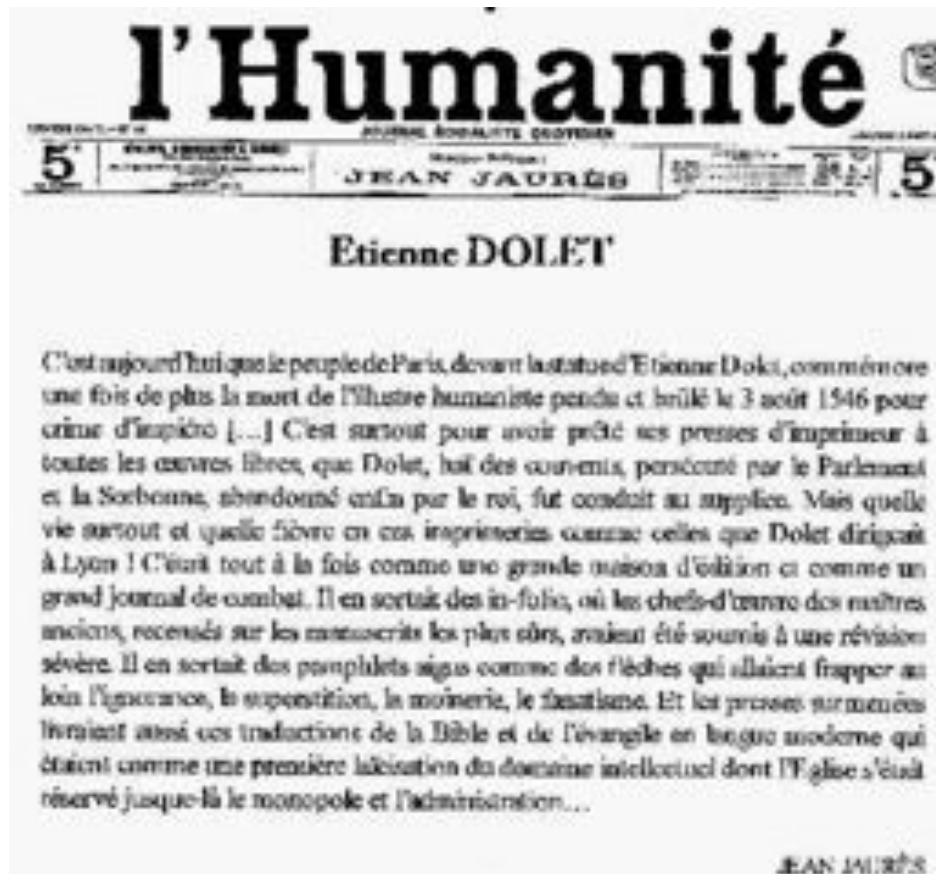 l'Humanité
JOURNAL SOCIALISTE QUOTIDIEN
5
JEAN JAURÈS
5
Etienne DOLET
C'est aujourd'hui que le peuple de Paris, devant la statue d'Etienne Dolet, commémore
une fois de plus la mort de l'illustre humaniste pendu et brûlé le 3 août 1546 pour
crime d'impiété [...] C'est surtout pour avoir prêté ses presses d'imprimeur à
toutes les œuvres libres, que Dolet, haï des couvents, persécuté par le Parlement
et la Sorbonne, abandonné enfin par le roi, fut conduit au supplice. Mais quelle
vie surtout et quelle fièvre en ces imprimeries comme celles que Dolet dirigeait
à Lyon ! C'était tout à la fois comme une grande maison d'édition et comme un
grand journal de combat. Il en sortait des in-folio, où les chefs-d'œuvre des maîtres
anciens, recensés sur les manuscrits les plus sûrs, avaient été soumis à une révision
sévère. Il en sortait des pamphlets aigus comme des flèches qui allaient frapper au
loin l'ignorance, la superstition, la moinerie, le fanatisme. Et les presses surmenées
livraient aussi ces traductions de la Bible et de l'évangile en langue moderne qui
étaient comme une première laïcisation du domaine intellectuel dont l'Eglise s'était
réservé jusque-là le monopole et l'administration...
JEAN JAURÈS